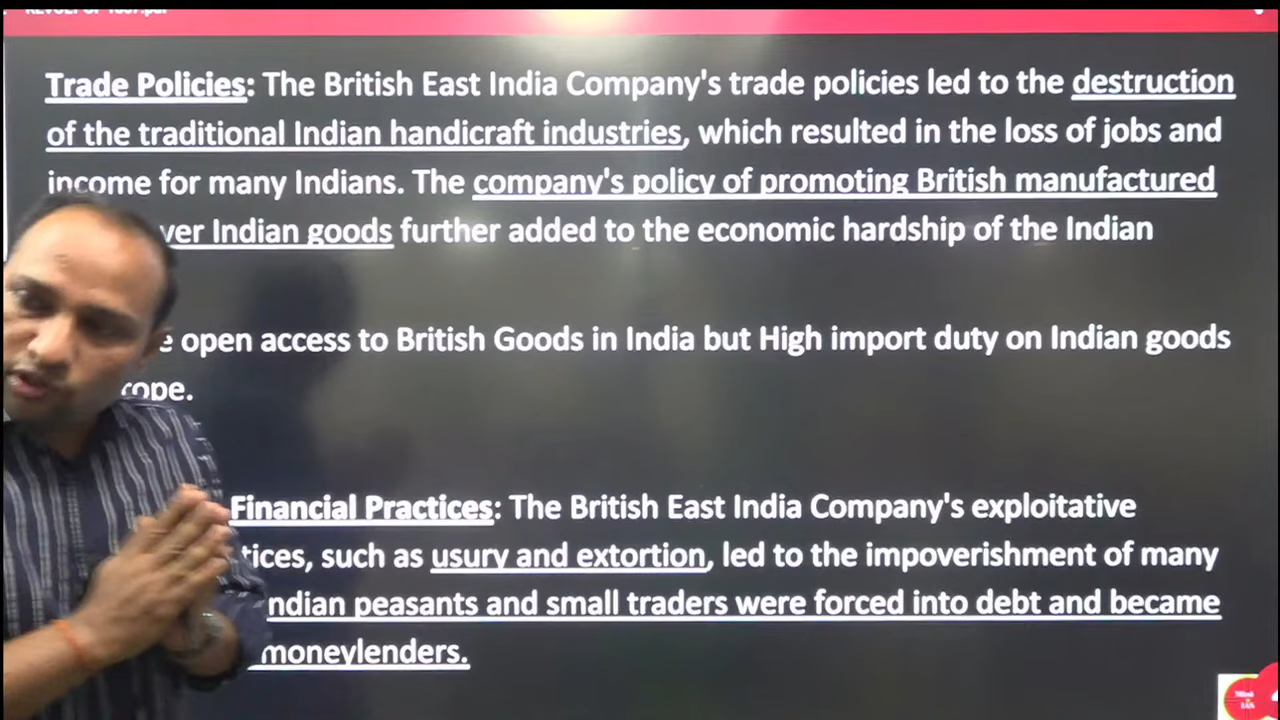 Trade Policies: The British East India Company's trade policies led to the destruction
of the traditional Indian handicraft industries, which resulted in the loss of jobs and
income for many Indians. The company's policy of promoting British manufactured
ver Indian goods further added to the economic hardship of the Indian
open access to British Goods in India but High import duty on Indian goods
rope.
Financial Practices: The British East India Company's exploitative
tices, such as usury and extortion, led to the impoverishment of many
ndian peasants and small traders were forced into debt and became
moneylenders.